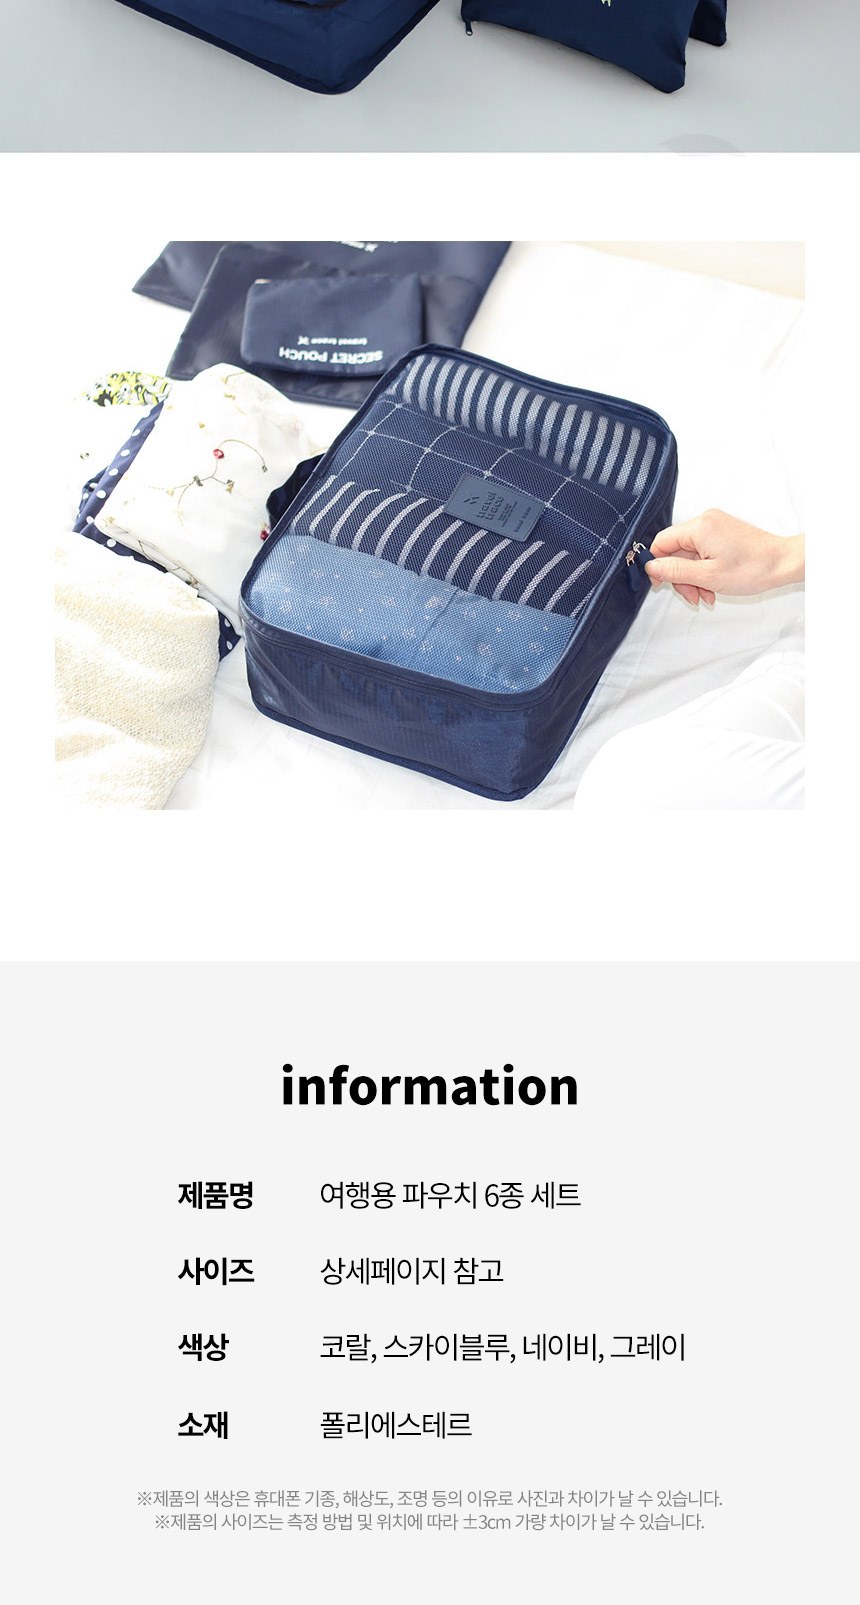 SECRET POUCH
travel trace
travel
trace
information
제품명 여행용 파우치 6종 세트
사이즈 상세페이지 참고
색상 코랄, 스카이블루, 네이비, 그레이
소재 폴리에스테르
※제품의 색상은 휴대폰 기종, 해상도, 조명 등의 이유로 사진과 차이가 날 수 있습니다.
※제품의 사이즈는 측정 방법 및 위치에 따라 ±3cm 가량 차이가 날 수 있습니다.